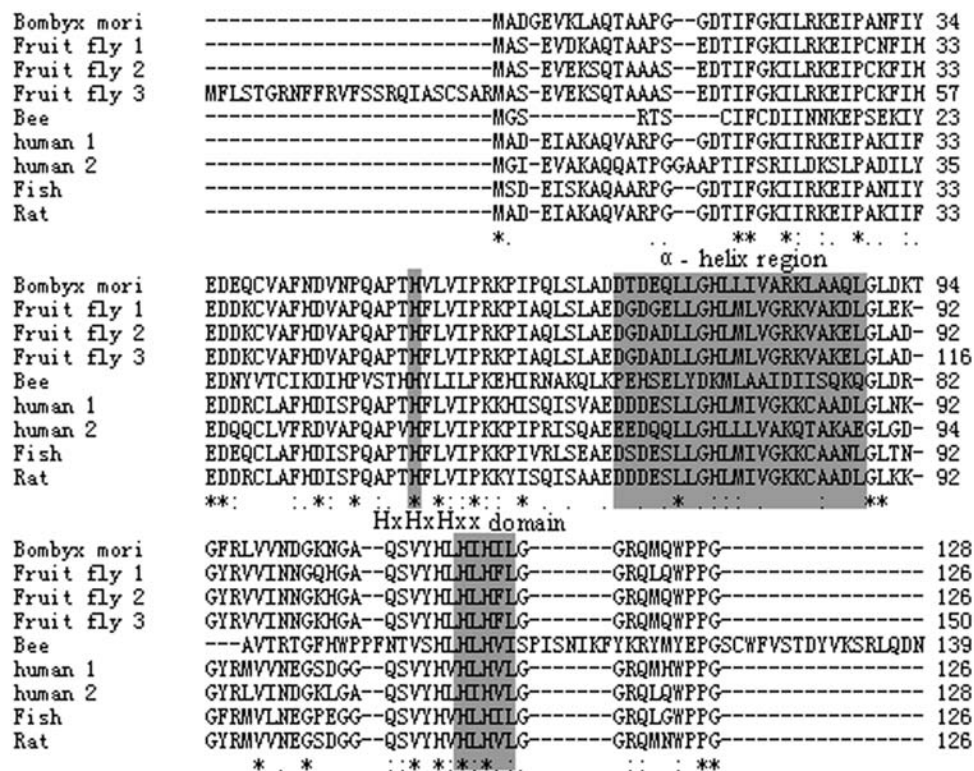 Bombyx mori ------------------------MADGEVKLAQTAAPG--GDTIFGKILRKEIPANFIY 34
Fruit fly 1 ------------------------MAS-EVDKAQTAAPS--EDTIFGKILRKEIPCNFIH 33
Fruit fly 2 ------------------------MAS-EVEKSQTAAAS--EDTIFGKILRKEIPCKFIH 33
Fruit fly 3 MFLSTGRNFFRVFSSRQIASCSARMAS-EVEKSQTAAAS--EDTIFGKILRKEIPCKFIH 57
Bee ------------------------MGS---------RTS----CIFCDIINNKEPSEKIY 23
human 1 ------------------------MAD-EIAKAQVARPG--GDTIFGKIIRKEIPAKIIF 33
human 2 ------------------------MGI-EVAKAQQATPGGAAPTIFSRILDKSLPADILY 35
Fish ------------------------MSD-EISKAQAARPG--GDTIFGKIIRKEIPANIIY 33
Rat ------------------------MAD-EIAKAQVARPG--GDTIFGKIIRKEIPAKIIF 33
*. .. ** *: :. *.. :.
α - helix region
Bombyx mori EDEQCVAFNDVNPQAPTHVLVIPRKPIPQLSLADDTDEQLLGHLLIVARKLAAQLGLDKT 94
Fruit fly 1 EDDKCVAFHDVAPQAPTHFLVIPRKPIAQLSLAEDGDGELLGHLMLVGRKVAKDLGLEK- 92
Fruit fly 2 EDDKCVAFHDVAPQAPTHFLVIPRKPIAQLSLAEDGDADLLGHLMLVGRKVAKELGLAD- 92
Fruit fly 3 EDDKCVAFHDVAPQAPTHFLVIPRKPIAQLSLAEDGDADLLGHLMLVGRKVAKELGLAD- 116
Bee EDNYVTCIKDIHPVSTHHYLILPKEHIRNAKQLKPEHSELYDKMLAAIDIISQKQGLDR- 82
human 1 EDDRCLAFHDISPQAPTHFLVIPKKHISQISVAEDDDESLLGHLMIVGKKCAADLGLNK- 92
human 2 EDQQCLVFRDVAPQAPVHFLVIPKKPIPRISQAEEEDQQLLGHLLLVAKQTAKAEGLGD- 94
Fish EDEQCLAFHDISPQAPTHFLVIPKKPIVRLSEAEDSDESLLGHLMIVGKKCAANLGLTN- 92
Rat EDDRCLAFHDISPQAPTHFLVIPKKYISQISAAEDDDESLLGHLMIVGKKCAADLGLKK- 92
**: .: *: * :. * *::*:: * . . . * .:: . : **
HxHxHxx domain
Bombyx mori GFRLVVNDGKNGA--QSVYHLHIHILG-------GRQMQWPPG----------------- 128
Fruit fly 1 GYRVVINNGQHGA--QSVYHLHLHFLG-------GRQLQWPPG----------------- 126
Fruit fly 2 GYRVVINNGKHGA--QSVYHLHLHFLG-------GRQMQWPPG----------------- 126
Fruit fly 3 GYRVVINNGKHGA--QSVYHLHLHFLG-------GRQMQWPPG----------------- 150
Bee ---AVTRTGFHWPPFNTVSHLHLHVISPISNIKFYKRYMYEPGSCWFVSTDYVKSRLQDN 139
human 1 GYRMVVNEGSDGG--QSVYHVHLHVLG-------GRQMHWPPG----------------- 126
human 2 GYRLVINDGKLGA--QSVYHLHIHVLG-------GRQLQWPPG----------------- 128
Fish GFRMVLNEGPEGG--QSVYHVHLHILG-------GRQLGWPPG----------------- 126
Rat GYRMVVNEGSDGG--QSVYHVHLHVLG-------GRQMNWPPG----------------- 126
* . * ::* *:*:*.:. :: : **